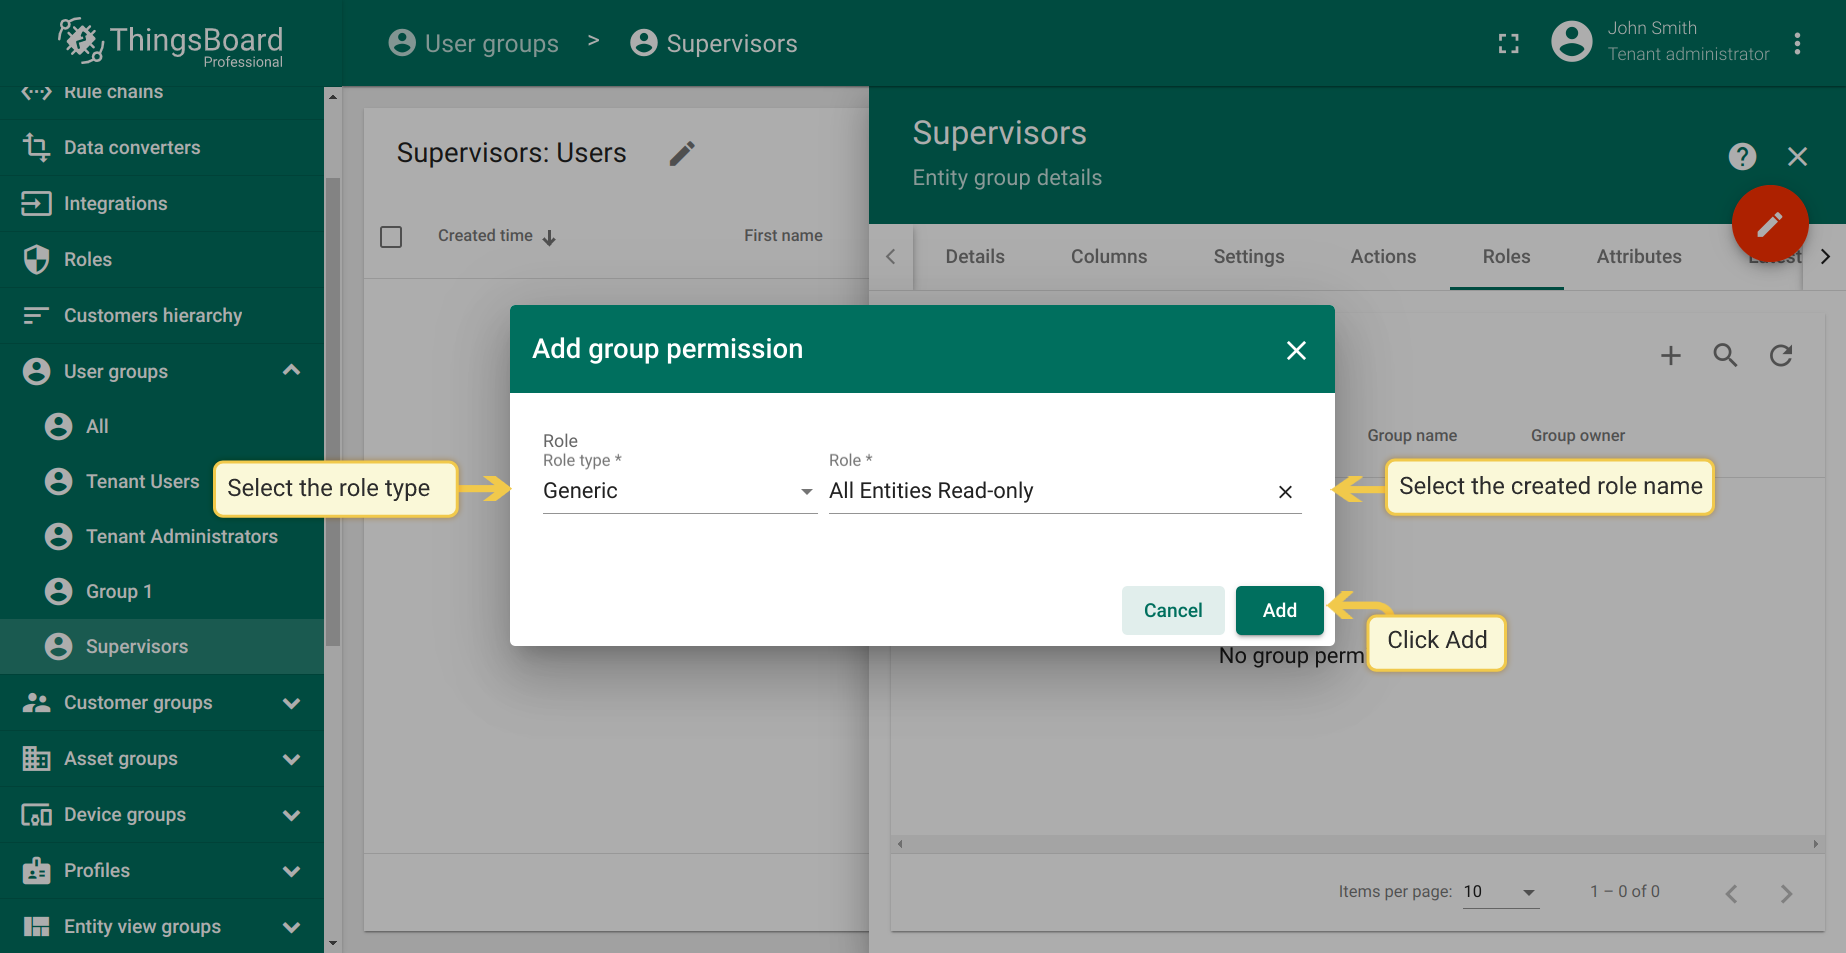 ThingsBoard
Professional
User groups > Supervisors
John Smith
Tenant administrator
Rule chains
Data converters
Integrations
Roles
Customers hierarchy
User groups
All
Tenant Users
Tenant Administrators
Group 1
Supervisors
Customer groups
Asset groups
Device groups
Profiles
Entity view groups
Supervisors: Users
Created time
First name
Supervisors
Entity group details
Details
Columns
Settings
Actions
Roles
Attributes
Latest
Group name
Group owner
Add group permission
Role
Role type *
Generic
Role *
All Entities Read-only
Cancel
Add
Select the role type
Select the created role name
Click Add
No group perm
Items per page: 10
1 – 0 of 0